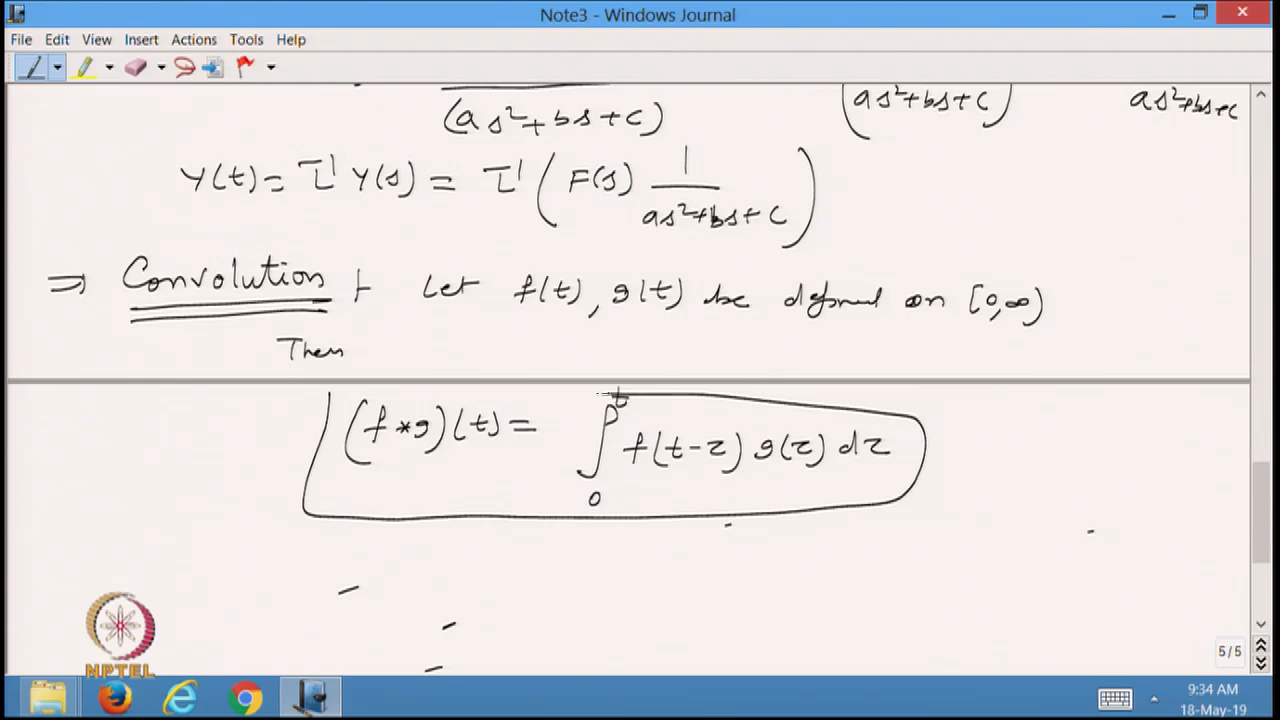 Note3 - Windows Journal
File Edit View Insert Actions Tools Help
(as²+bs+c) as²+bs+c) as²+bs+c
Y(t) = L⁻¹ Y(s) = L⁻¹ ( F(s) 1/(as²+bs+c) )
⇒ Convolution :- Let f(t), g(t) be defined on [0,∞)
Then
(f*g)(t) = ∫₀ᵗ f(t-τ) g(τ) dτ
NPTEL
5/5
9:34 AM
18-May-19